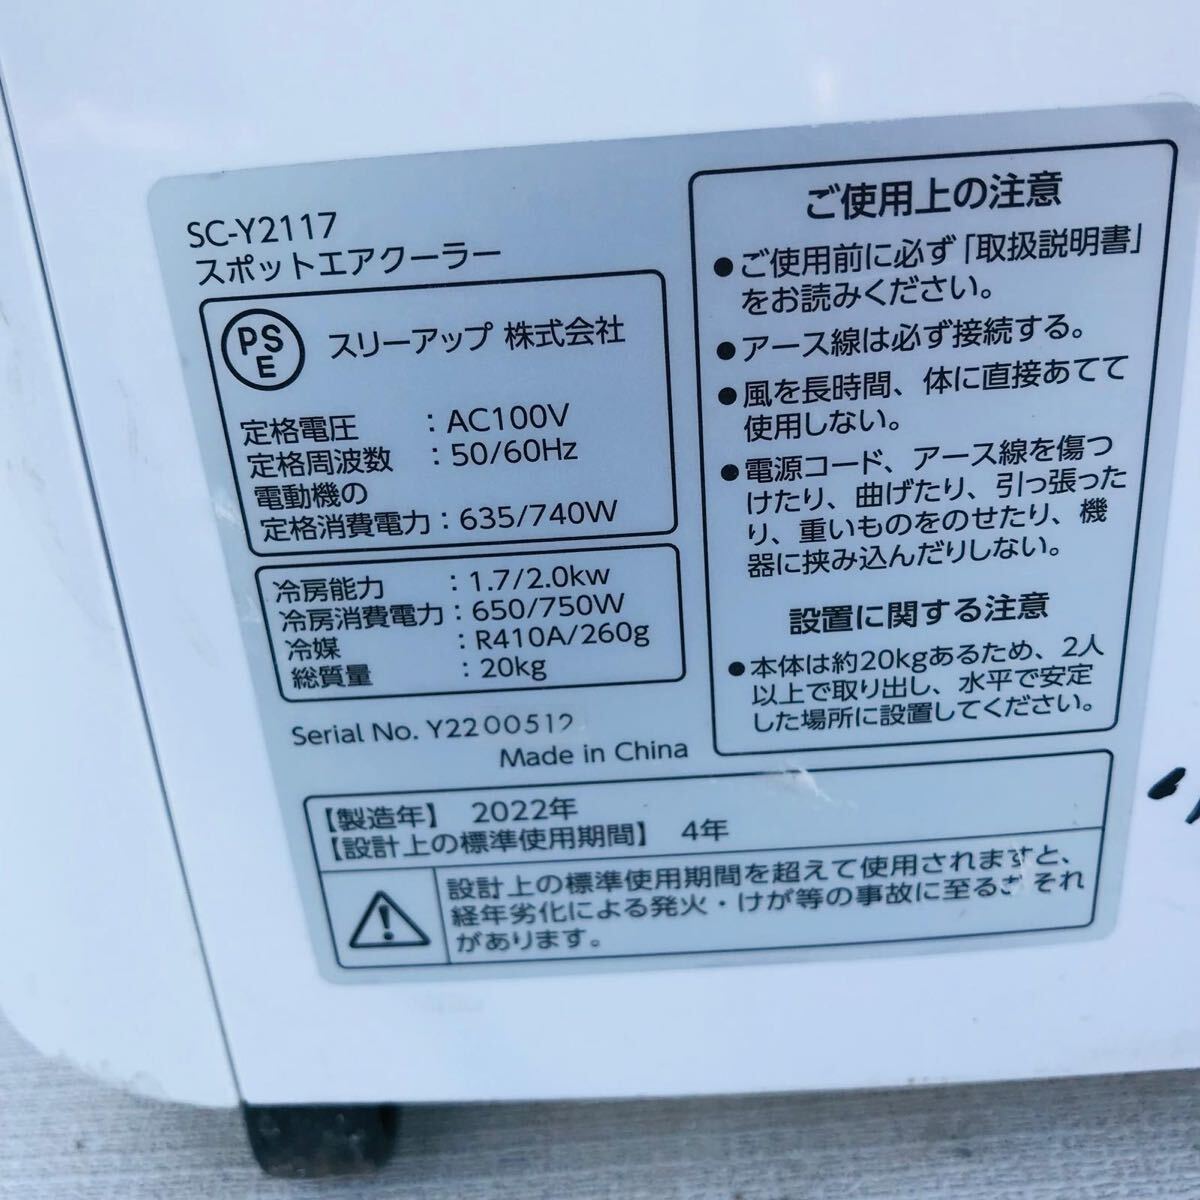 SC-Y2117
スポットエアクーラー
PS
E
スリーアップ 株式会社
定格電圧 : AC100V
定格周波数 : 50/60Hz
電動機の
定格消費電力 : 635/740W
冷房能力 : 1.7/2.0kw
冷房消費電力 : 650/750W
冷媒 : R410A/260g
総質量 : 20kg
Serial No. Y2200512
Made in China
ご使用上の注意
●ご使用前に必ず「取扱説明書」
をお読みください。
●アース線は必ず接続する。
●風を長時間、体に直接あてて
使用しない。
●電源コード、アース線を傷つ
けたり、曲げたり、引っ張った
り、重いものをのせたり、機
器に挟み込んだりしない。
設置に関する注意
●本体は約20kgあるため、2人
以上で取り出し、水平で安定
した場所に設置してください。
【製造年】 2022年
【設計上の標準使用期間】 4年
設計上の標準使用期間を超えて使用されますと、
経年劣化による発火・けが等の事故に至るおそれ
があります。